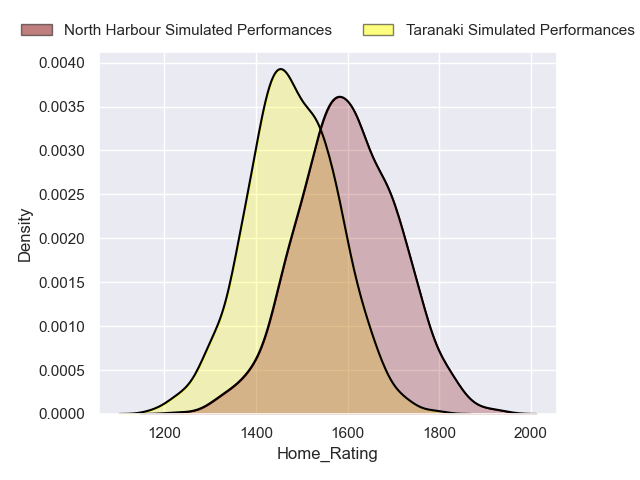 North Harbour Simulated Performances
Taranaki Simulated Performances
0.0040
0.0035
0.0030
0.0025
0.0020
0.0015
0.0010
0.0005
0.0000
Density
1200 1400 1600 1800 2000
Home_Rating